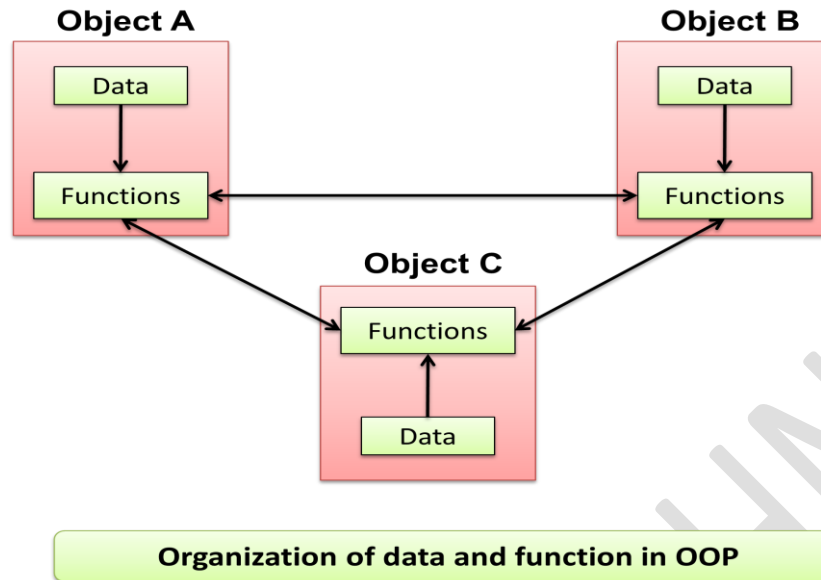 Object A
Object B
Data
Data
Functions
Functions
Object C
Functions
Data
Organization of data and function in OOP